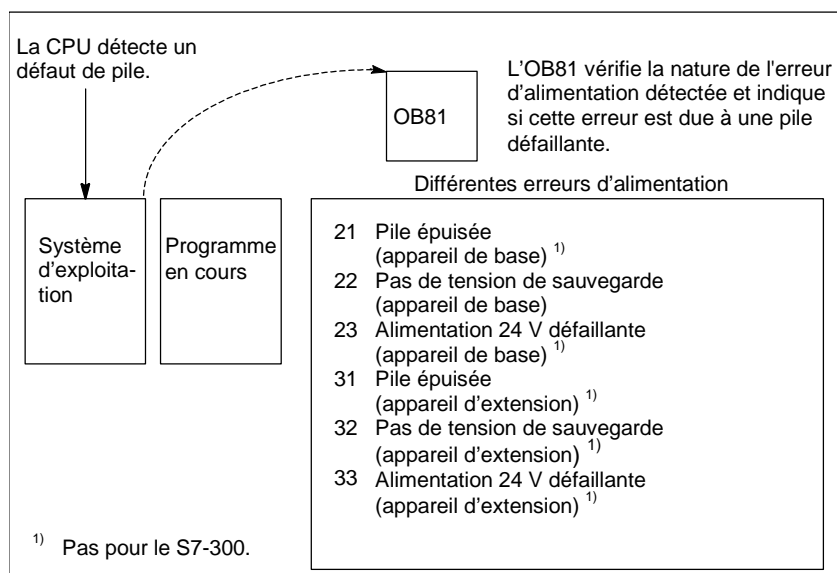 La CPU détecte un
défaut de pile.
OB81
L'OB81 vérifie la nature de l'erreur
d'alimentation détectée et indique
si cette erreur est due à une pile
défaillante.
Différentes erreurs d'alimentation
Système
d'exploita-
tion
Programme
en cours
21 Pile épuisée
(appareil de base) 1)
22 Pas de tension de sauvegarde
(appareil de base)
23 Alimentation 24 V défaillante
(appareil de base) 1)
31 Pile épuisée
(appareil d'extension) 1)
32 Pas de tension de sauvegarde
(appareil d'extension) 1)
33 Alimentation 24 V défaillante
(appareil d'extension) 1)
1) Pas pour le S7-300.